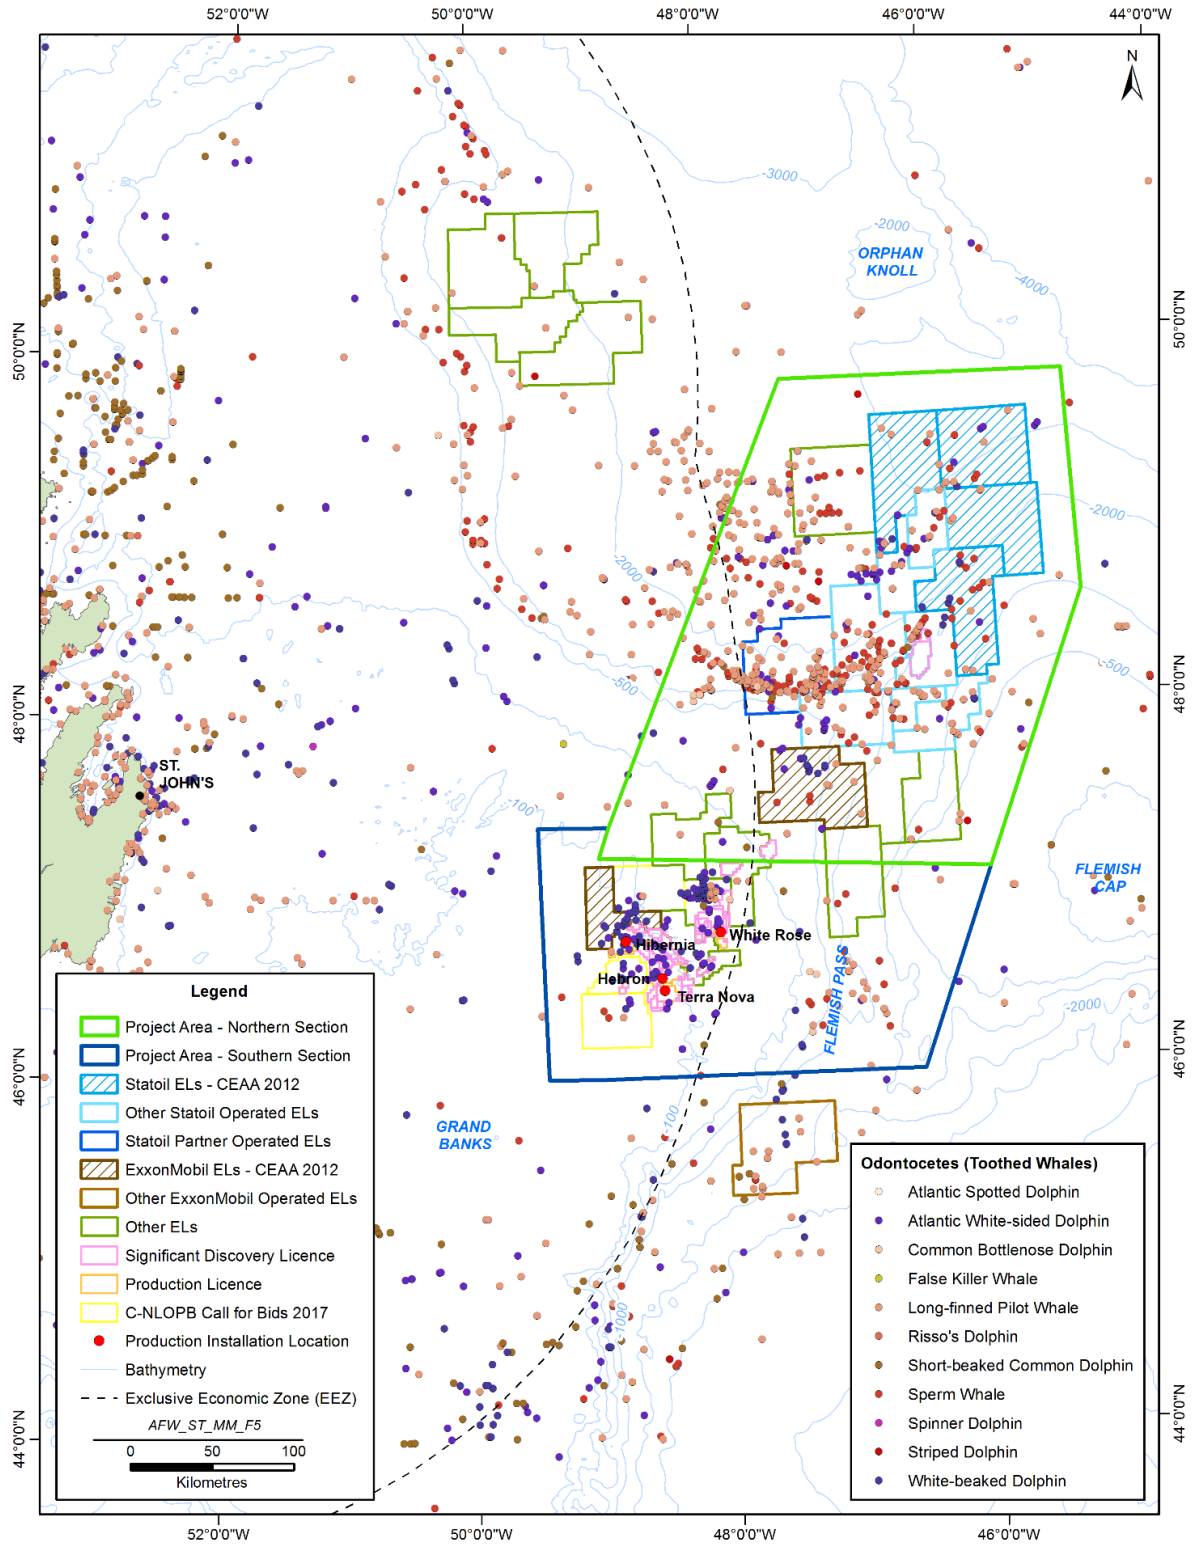 52°0'0"W
50°0'0"W
48°0'0"W
46°0'0"W
44°0'0"W
N
-3000
-2000
ORPHAN
KNOLL
-4000
50°0'0"N
50°0'0"N
-2000
-2000
-500
-500
48°0'0"N
48°0'0"N
ST.
JOHN'S
-100
FLEMISH
CAP
White Rose
Hibernia
Hebron
Terra Nova
FLEMISH PASS
-2000
46°0'0"N
46°0'0"N
GRAND
BANKS
-100
-1000
44°0'0"N
44°0'0"N
Legend
Project Area - Northern Section
Project Area - Southern Section
Statoil ELs - CEAA 2012
Other Statoil Operated ELs
Statoil Partner Operated ELs
ExxonMobil ELs - CEAA 2012
Other ExxonMobil Operated ELs
Other ELs
Significant Discovery Licence
Production Licence
C-NLOPB Call for Bids 2017
Production Installation Location
Bathymetry
Exclusive Economic Zone (EEZ)
AFW_ST_MM_F5
0 50 100
Kilometres
Odontocetes (Toothed Whales)
Atlantic Spotted Dolphin
Atlantic White-sided Dolphin
Common Bottlenose Dolphin
False Killer Whale
Long-finned Pilot Whale
Risso's Dolphin
Short-beaked Common Dolphin
Sperm Whale
Spinner Dolphin
Striped Dolphin
White-beaked Dolphin
52°0'0"W
50°0'0"W
48°0'0"W
46°0'0"W